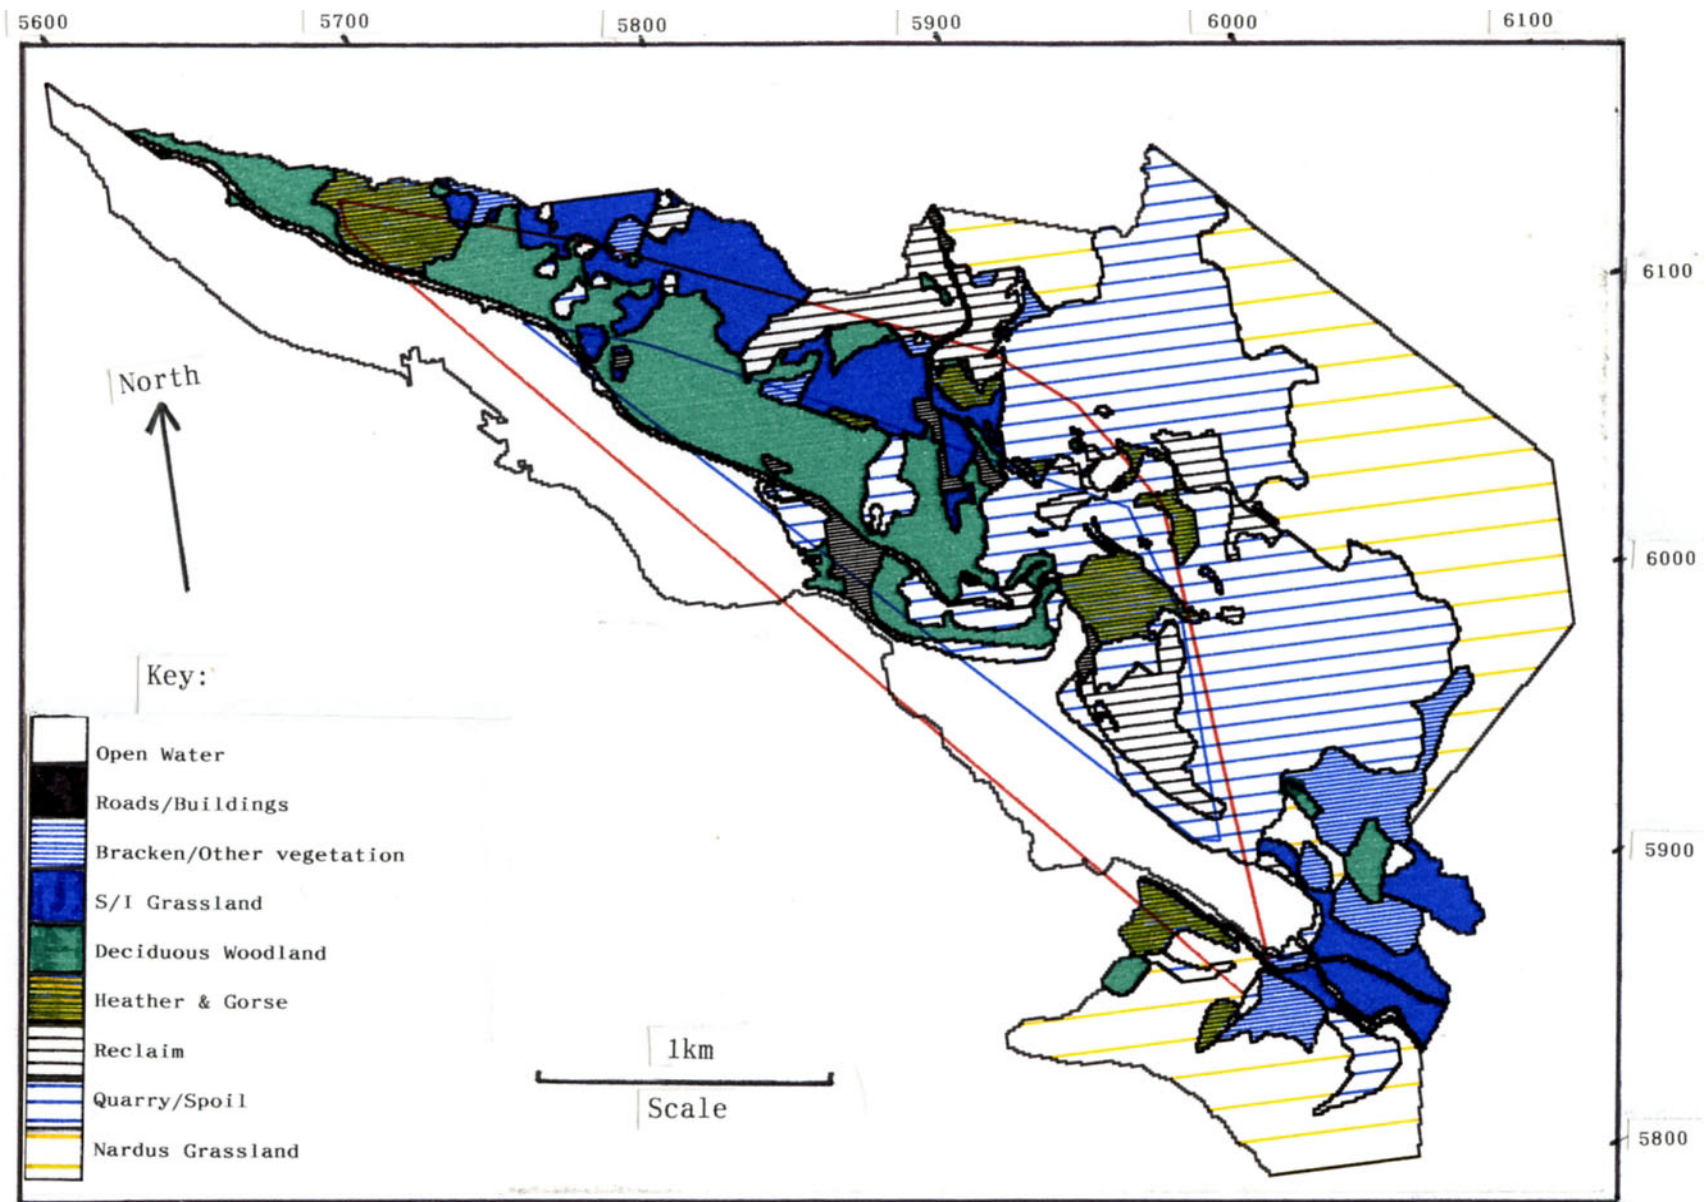 5600 5700 5800 5900 6000 6100
6100
North
6000
Key:
Open Water
Roads/Buildings
Bracken/Other vegetation
5900
S/I Grassland
Deciduous Woodland
Heather & Gorse
Reclaim
1km
Quarry/Spoil
Scale
5800
Nardus Grassland